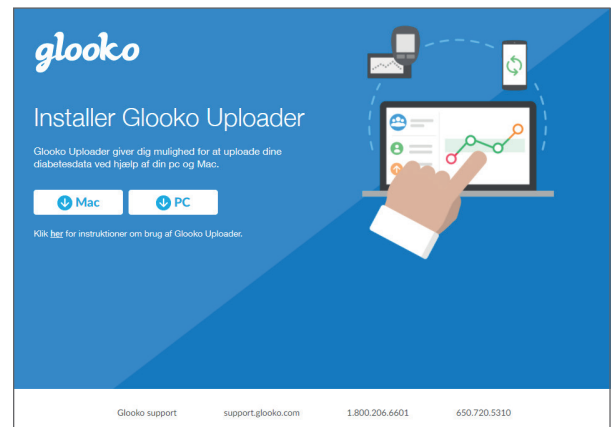 glooko
Installer Glooko Uploader
Glooko Uploader giver dig mulighed for at uploade dine
diabetesdata ved hjælp af din pc og Mac.
Mac PC
Klik her for instruktioner om brug af Glooko Uploader.
Glooko support support.glooko.com 1.800.206.6601 650.720.5310